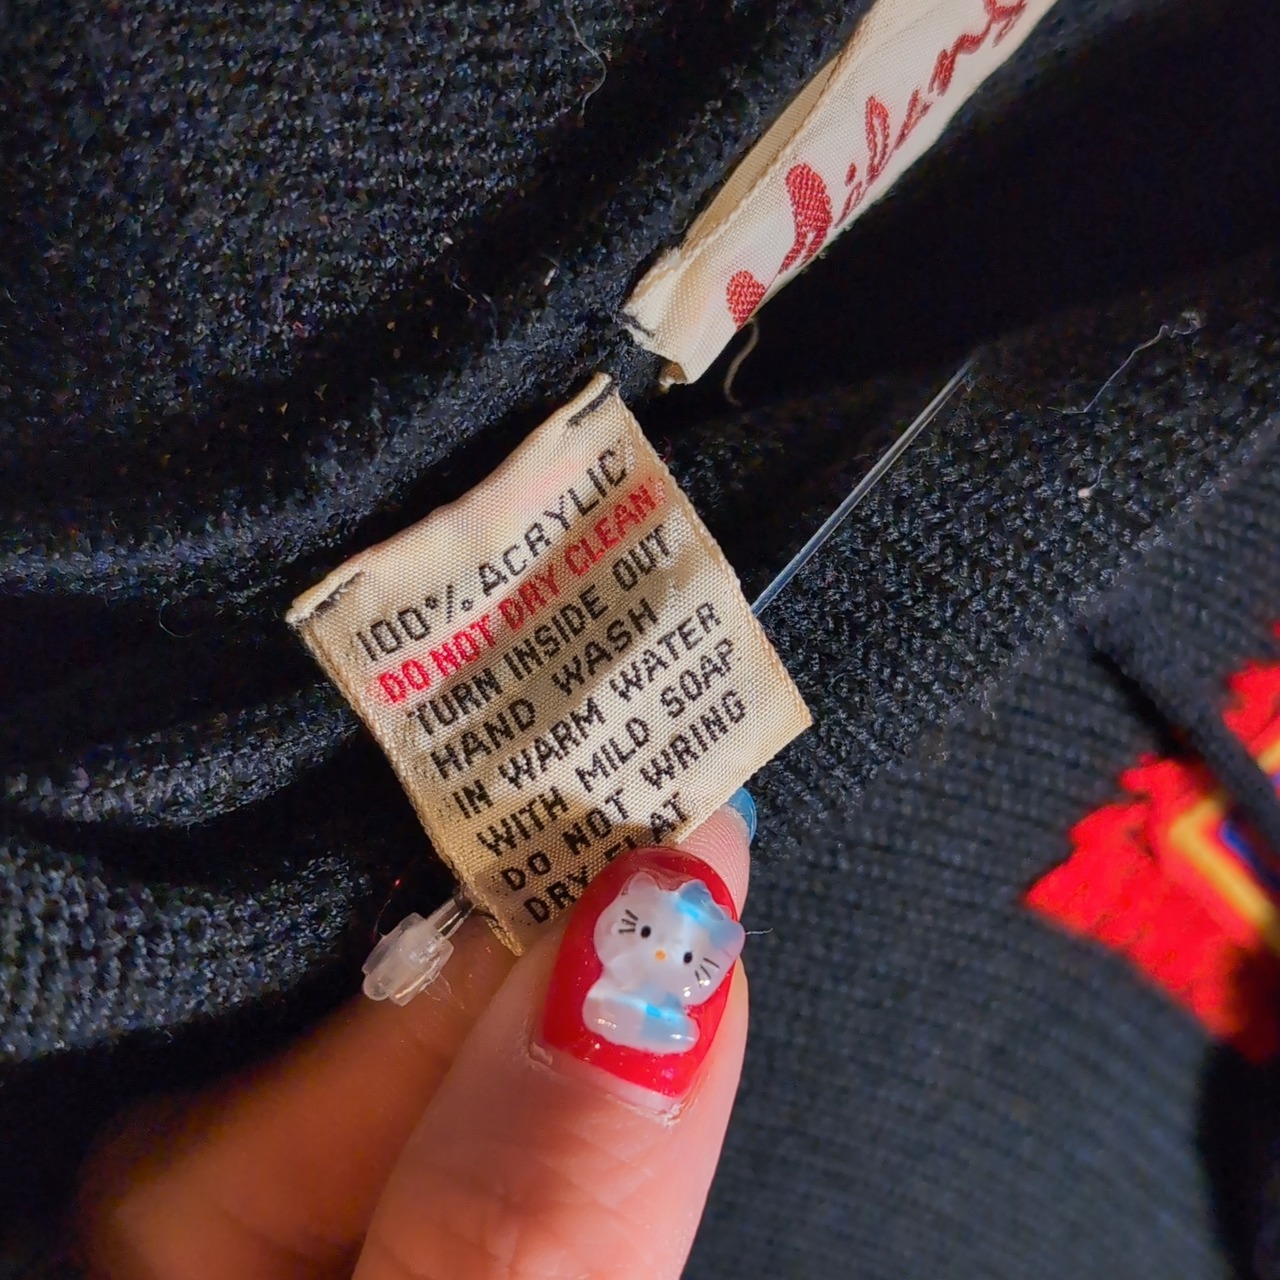 100% ACRYLIC
DO NOT DRY CLEAN
TURN INSIDE OUT
HAND WASH
IN WARM WATER
WITH MILD SOAP
DO NOT WRING
DRY FLAT